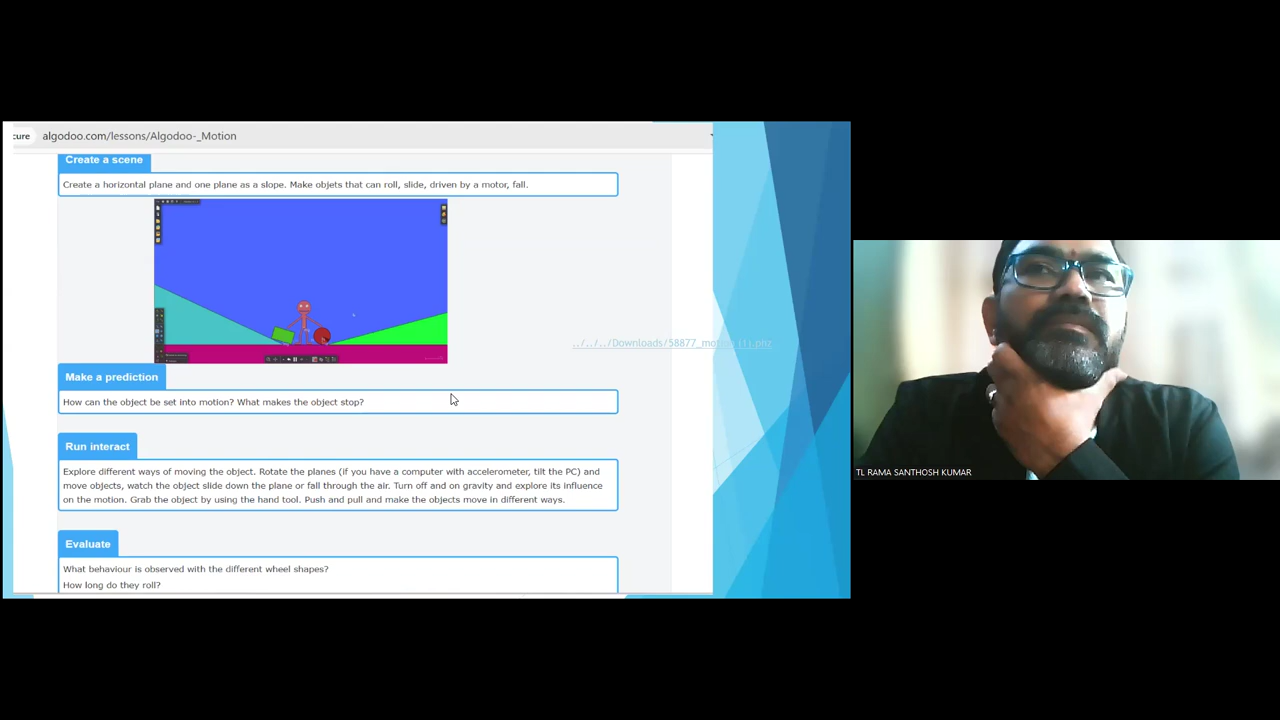 cure algodoo.com/lessons/Algodoo-_Motion
Create a scene
Create a horizontal plane and one plane as a slope. Make objets that can roll, slide, driven by a motor, fall.
../../../Downloads/58877_motion (1).phz
Make a prediction
How can the object be set into motion? What makes the object stop?
Run interact
Explore different ways of moving the object. Rotate the planes (if you have a computer with accelerometer, tilt the PC) and
move objects, watch the object slide down the plane or fall through the air. Turn off and on gravity and explore its influence
on the motion. Grab the object by using the hand tool. Push and pull and make the objects move in different ways.
Evaluate
What behaviour is observed with the different wheel shapes?
How long do they roll?
TL RAMA SANTHOSH KUMAR